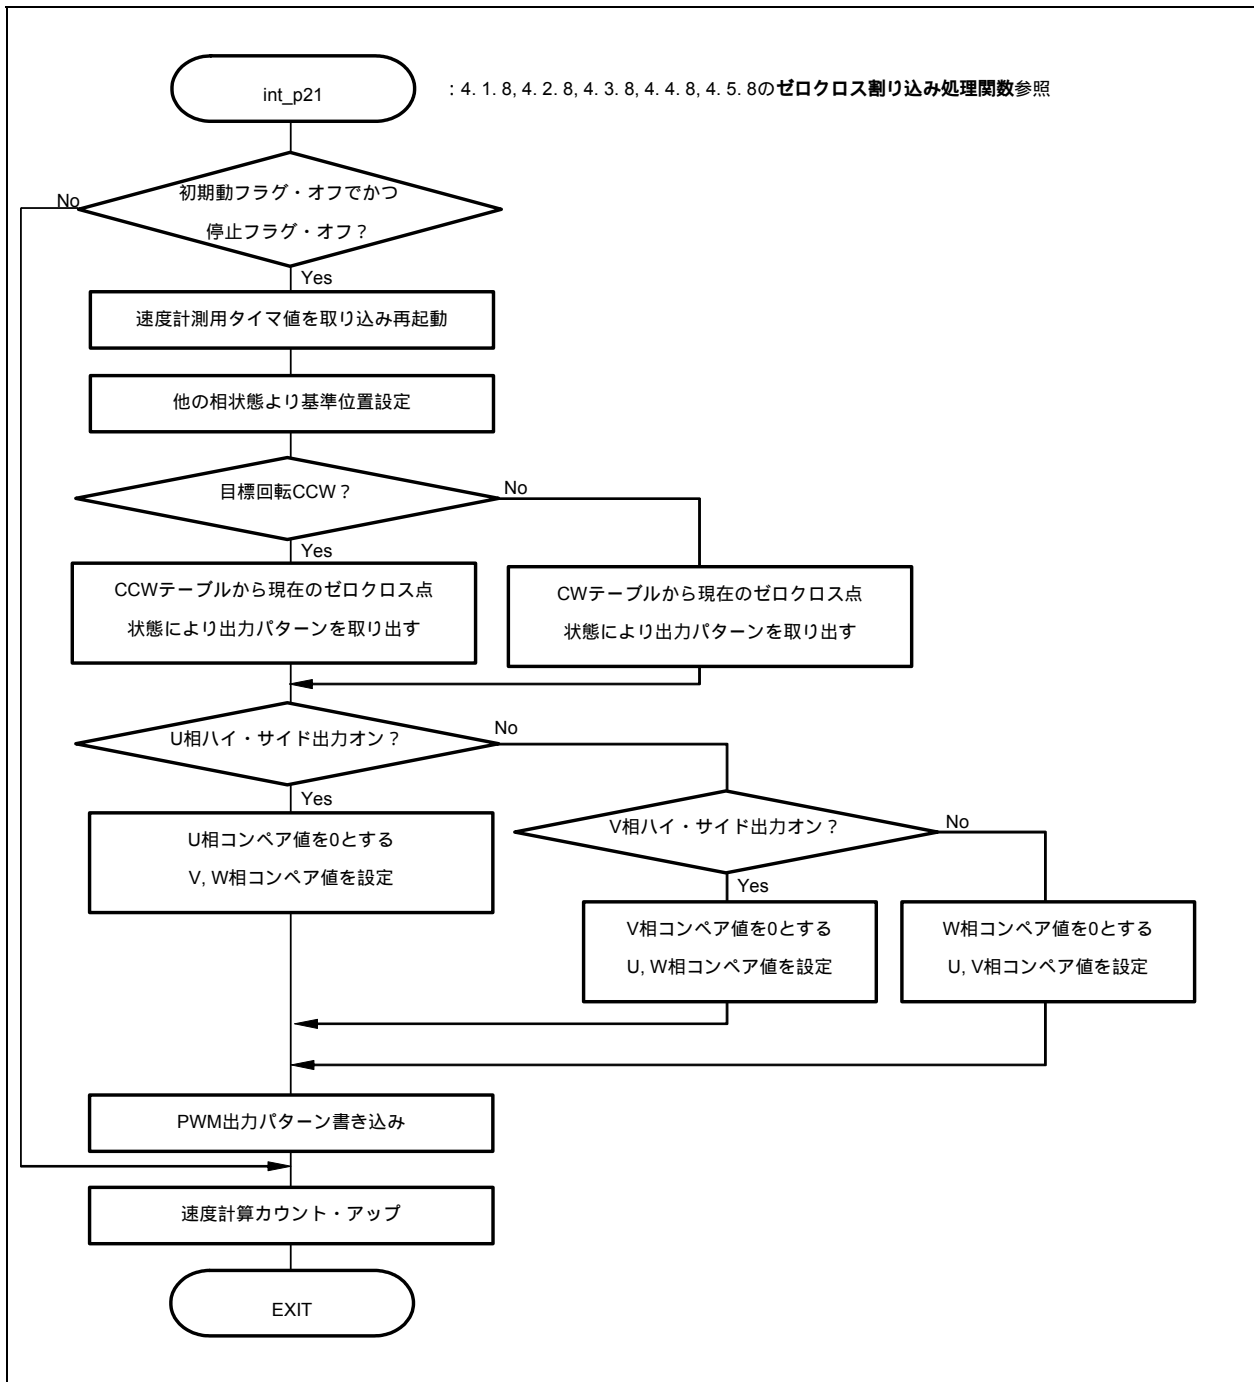 int_p21
：4. 1. 8, 4. 2. 8, 4. 3. 8, 4. 4. 8, 4. 5. 8のゼロクロス割り込み処理関数参照
初期動フラグ・オフでかつ
停止フラグ・オフ？
No
Yes
速度計測用タイマ値を取り込み再起動
他の相状態より基準位置設定
目標回転CCW？
No
Yes
CCWテーブルから現在のゼロクロス点
状態により出力パターンを取り出す
CWテーブルから現在のゼロクロス点
状態により出力パターンを取り出す
U相ハイ・サイド出力オン？
No
Yes
U相コンペア値を0とする
V, W相コンペア値を設定
V相ハイ・サイド出力オン？
No
Yes
V相コンペア値を0とする
U, W相コンペア値を設定
W相コンペア値を0とする
U, V相コンペア値を設定
PWM出力パターン書き込み
速度計算カウント・アップ
EXIT